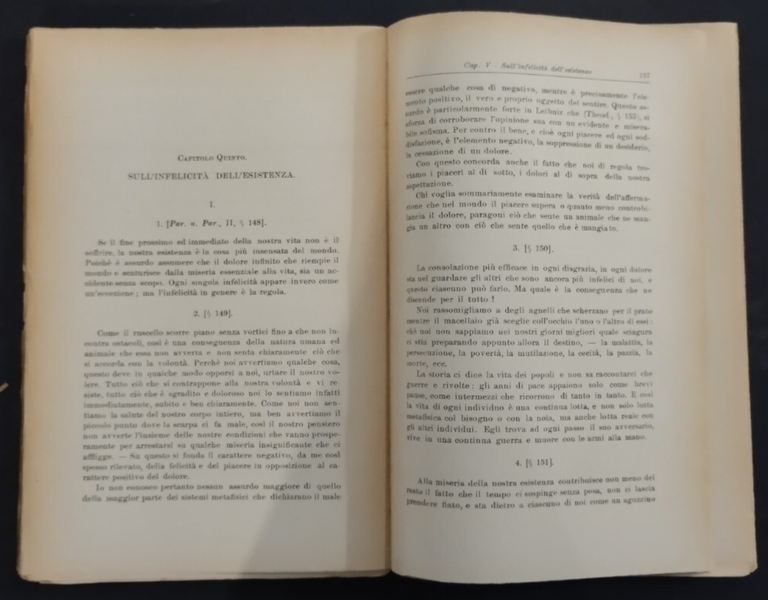 CAPITOLO QUINTO.
SULL'INFELICITÀ DELL'ESISTENZA.
I.
1. [Par. u. Par., II, § 148].
Se il fine prossimo ed immediato della nostra vita non è il
soffrire, la nostra esistenza è la cosa più insensata del mondo.
Poichè è assurdo assumere che il dolore infinito che riempie il
mondo e scaturisce dalla miseria essenziale alla vita, sia un ac-
cidente senza scopo. Ogni singola infelicità appare invero come
un'eccezione; ma l'infelicità in genere è la regola.
2. [§ 149].
Come il ruscello scorre piano senza vortici fino a che non in-
contra ostacoli, così è una conseguenza della natura umana ed
animale che essa non avverta e non senta chiaramente ciò che
si accorda con la volontà. Perchè noi avvertiamo qualche cosa,
questo deve in qualche modo opporsi a noi, urtare il nostro vo-
lere. Tutto ciò che si contrappone alla nostra volontà e vi re-
siste, tutto ciò che è sgradito e doloroso noi lo sentiamo infatti
immediatamente, subito e ben chiaramente. Come noi non sen-
tiamo la salute del nostro corpo intiero, ma ben avvertiamo il
piccolo punto dove la scarpa ci fa male, così il nostro pensiero
non avverte l'insieme delle nostre condizioni che vanno prospe-
ramente per arrestarsi su qualche miseria insignificante che ci
affligge. — Su questo si fonda il carattere negativo, da me così
spesso rilevato, della felicità e del piacere in opposizione al ca-
rattere positivo del dolore.
Io non conosco pertanto nessun assurdo maggiore di quello
della maggior parte dei sistemi metafisici che dichiarano il male
Cap. V - Sull'infelicità dell'esistenza 157
essere qualche cosa di negativo, mentre è precisamente l'ele-
mento positivo, il vero e proprio oggetto del sentire. Questo as-
surdo è particolarmente forte in Leibniz che (Theod., § 153), si
sforza di corroborare l'opinione sua con un evidente e misera-
bile sofisma. Per contro il bene, e cioè ogni piacere ed ogni sod-
disfazione, è l'elemento negativo, la soppressione di un desiderio,
la cessazione di un dolore.
Con questo concorda anche il fatto che noi di regola tro-
viamo i piaceri al di sotto, i dolori al di sopra della nostra
aspettazione.
Chi voglia sommariamente esaminare la verità dell'afferma-
zione che nel mondo il piacere supera o quanto meno controbi-
lancia il dolore, paragoni ciò che sente un animale che ne man-
gia un altro con ciò che sente quello che è mangiato.
3. [§ 150].
La consolazione più efficace in ogni disgrazia, in ogni dolore
sta nel guardare gli altri che sono ancora più infelici di noi, e
questo ciascuno può farlo. Ma quale è la conseguenza che ne
discende per il tutto?
Noi rassomigliamo a degli agnelli che scherzano per il prato
mentre il macellaio già sceglie coll'occhio l'uno o l'altro di essi:
chè noi non sappiamo nei nostri giorni migliori quale sciagura
ci stia preparando appunto allora il destino, — la malattia, la
persecuzione, la povertà, la mutilazione, la cecità, la pazzia, la
morte, ecc.
La storia ci dice la vita dei popoli e non sa raccontarci che
guerre e rivolte: gli anni di pace appaiono solo come brevi
pause, come intermezzi che ricorrono di tanto in tanto. E così
la vita di ogni individuo è una continua lotta, e non solo lotta
metafisica col bisogno o con la noia, ma anche lotta reale con
gli altri individui. Egli trova ad ogni passo il suo avversario,
vive in una continua guerra e muore con le armi alla mano.
4. [§ 151].
Alla miseria della nostra esistenza contribuisce non meno del
resto il fatto che il tempo ci sospinge senza posa, non ci lascia
prendere fiato, e sta dietro a ciascuno di noi come un aguzzino